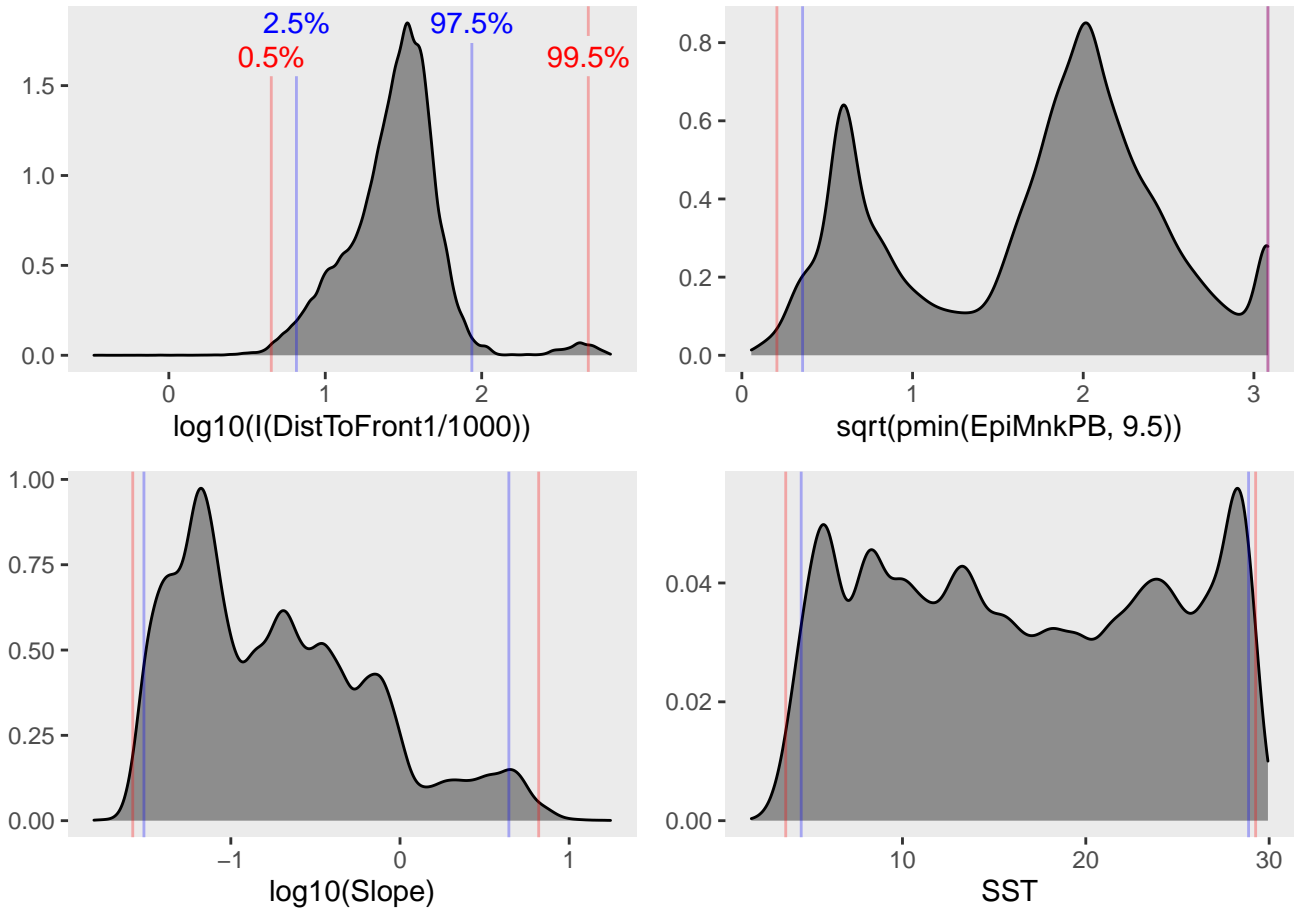 2.5% 97.5%
0.5% 99.5%
1.5
1.0
0.5
0.0
0 1 2
log10(I(DistToFront1/1000))
0.8
0.6
0.4
0.2
0.0
0 1 2 3
sqrt(pmin(EpiMnkPB, 9.5))
1.00
0.75
0.50
0.25
0.00
−1 0 1
log10(Slope)
0.04
0.02
0.00
10 20 30
SST